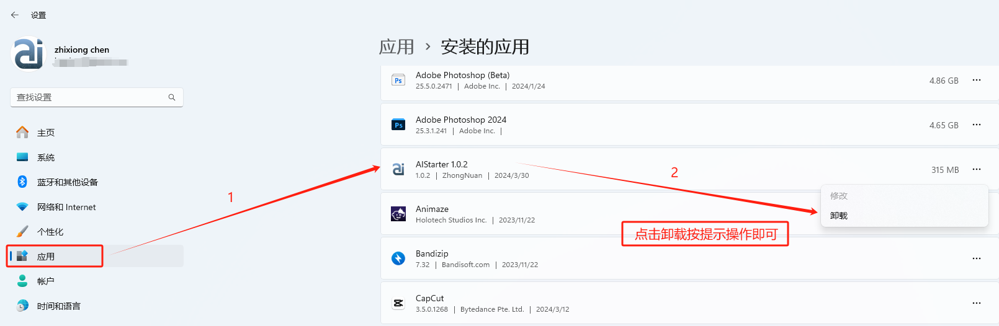 设置
zhixiong chen
查找设置
主页
系统
蓝牙和其他设备
网络和 Internet
个性化
应用
帐户
时间和语言
应用 › 安装的应用
Adobe Photoshop (Beta)
25.5.0.2471 | Adobe Inc. | 2024/1/24
4.86 GB
Adobe Photoshop 2024
25.3.1.241 | Adobe Inc. |
4.65 GB
AIStarter 1.0.2
1.0.2 | ZhongNuan | 2024/3/30
315 MB
修改
卸载
Animaze
Holotech Studios Inc. | 2023/11/22
Bandizip
7.32 | Bandisoft.com | 2023/11/22
CapCut
3.5.0.1268 | Bytedance Pte. Ltd. | 2024/3/12
1
2
点击卸载按提示操作即可
ai
Ps
Ps
ai